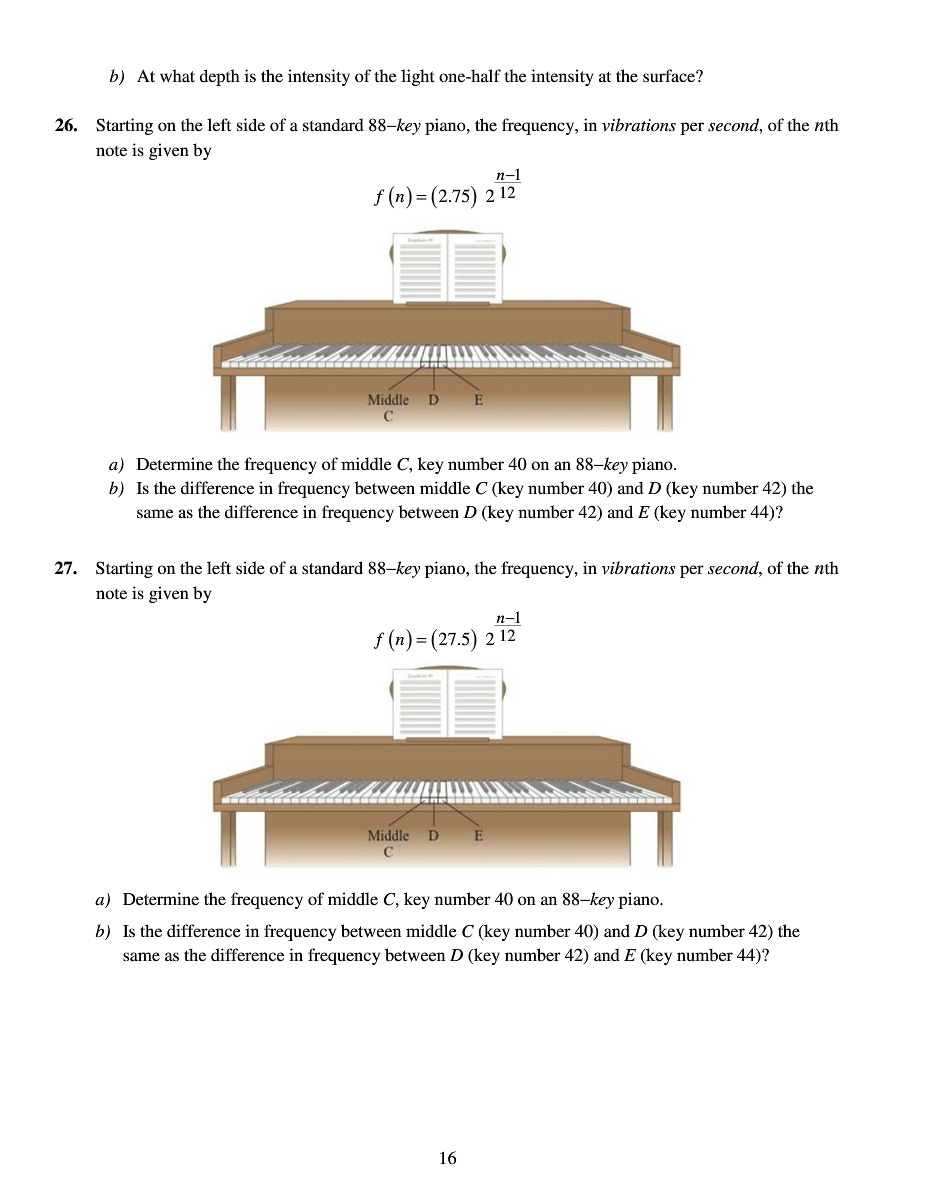 b) At what depth is the intensity of the light one-half the intensity at the surface?
26. Starting on the left side of a standard 88–key piano, the frequency, in vibrations per second, of the nth
note is given by
f (n) = (2.75) 2^((n–1)/12)
Middle D E
C
a) Determine the frequency of middle C, key number 40 on an 88–key piano.
b) Is the difference in frequency between middle C (key number 40) and D (key number 42) the
same as the difference in frequency between D (key number 42) and E (key number 44)?
27. Starting on the left side of a standard 88–key piano, the frequency, in vibrations per second, of the nth
note is given by
f (n) = (27.5) 2^((n–1)/12)
Middle D E
C
a) Determine the frequency of middle C, key number 40 on an 88–key piano.
b) Is the difference in frequency between middle C (key number 40) and D (key number 42) the
same as the difference in frequency between D (key number 42) and E (key number 44)?
16